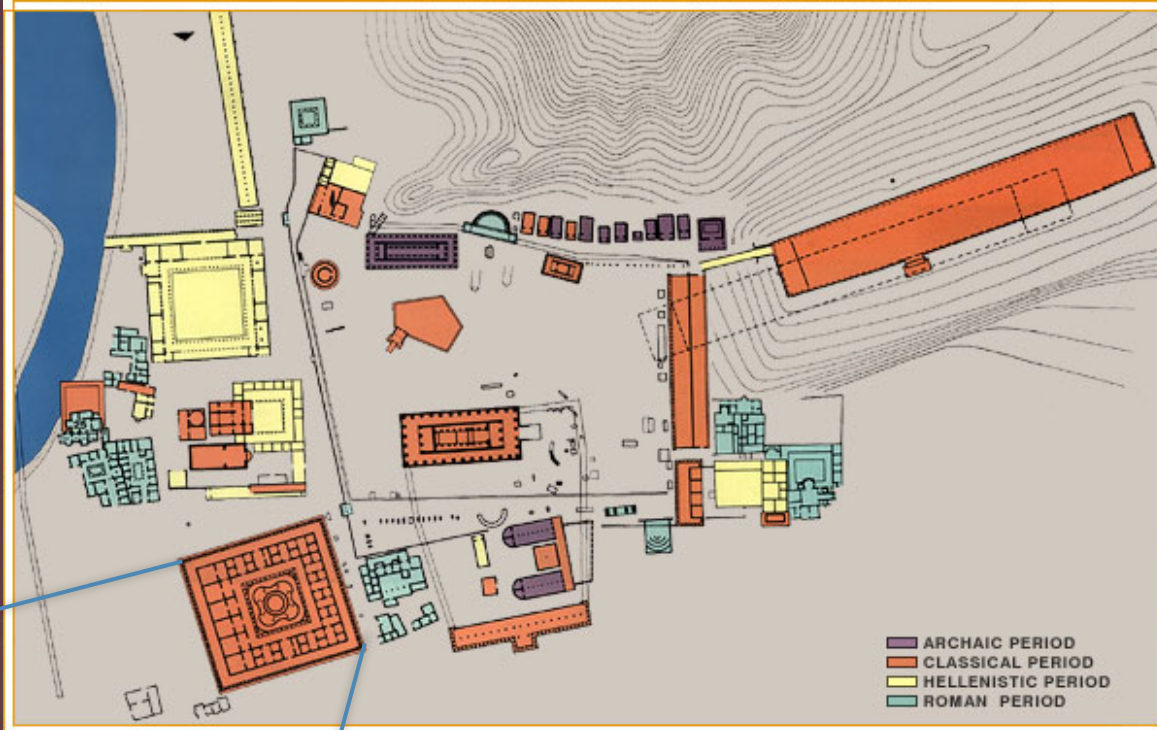 ARCHAIC PERIOD
CLASSICAL PERIOD
HELLENISTIC PERIOD
ROMAN PERIOD